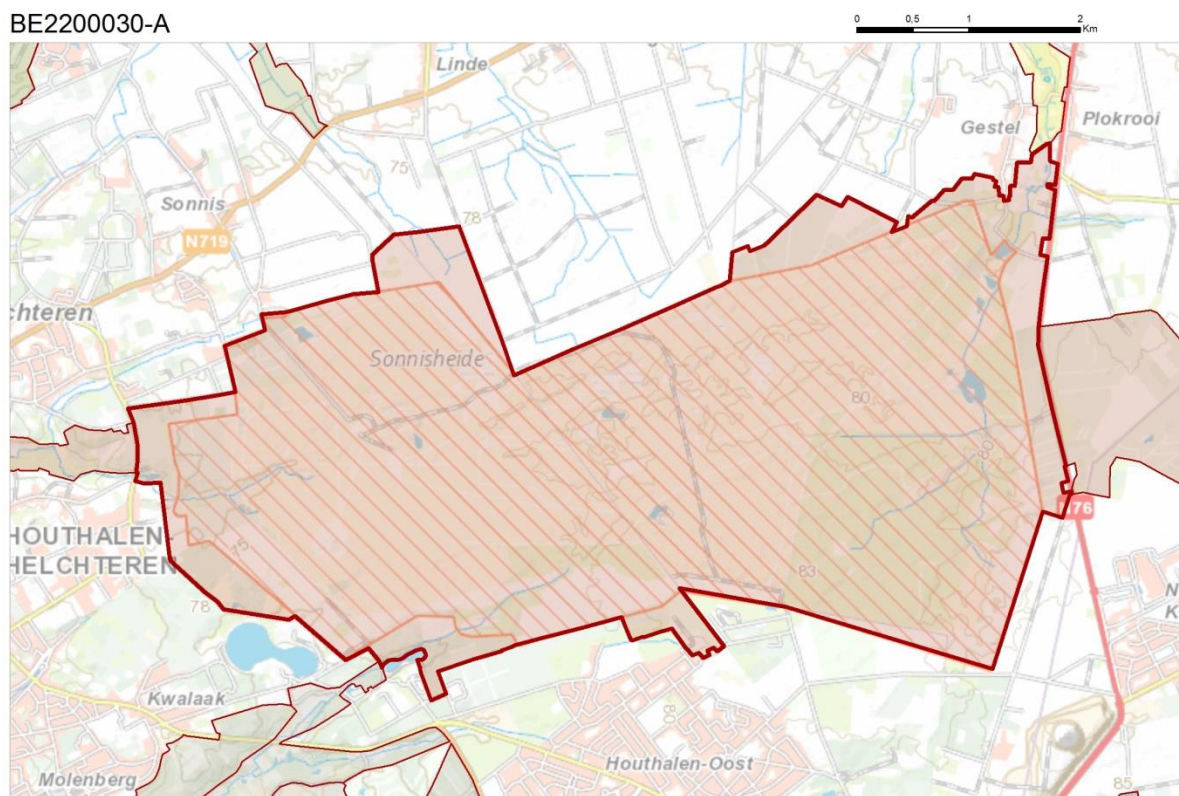 BE2200030-A
0 0,5 1 2
Km
Linde
Gestel
Plokrooi
75
Sonnis
78
N719
chteren
Sonnisheide
80
80
HOUTHALEN-
HELCHTEREN
75
N76
83
78
N
K
Kwalaak
80
Houthalen-Oost
Molenberg
85